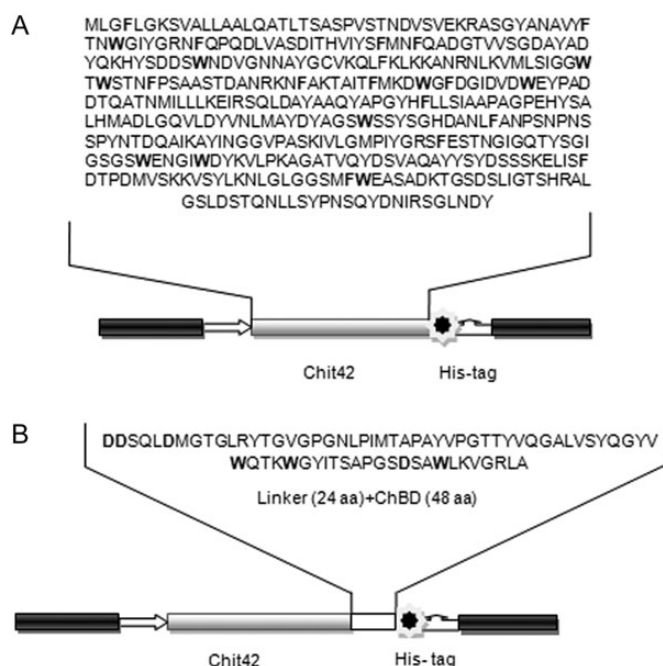 A
MLGFLGKSVALLAALQATLTSASPVSTNDVSVEKRASGYANAVYF
TNWGIYGRNFQPQDLVASDITHVIYSFMNFQADGTVVSGDAYAD
YQKHYSDDSWNDVGNNAYGCVKQLFKLKKANRNLKVMLSIGGW
TWSTNFPSAASTDANRKNFAKTAITFMKDWGFDGIDVDWEYPAD
DTQATNMILLLKEIRSQLDAYAAQYAPGYHFLLSIAAPAGPEHYSA
LHMADLGQVLDYVNLMAYDYAGSWSSYSGHDANLFANPSNPNS
SPYNTDQAIKAYINGGVPASKIVLGMPIYGRSFESTNGIGQTYSGI
GSGSWENGIWDYKVLPKAGATVQYDSVAQAYYSYDSSSKELISF
DTPDMVSKKVSYLKNLGLGGSMFWEASADKTGSDSLIGTSHRAL
GSLDSTQNLLSYPNSQYDNIRSGLNDY
Chit42 His-tag
B
DDSQLDMGTGLRYTGVGPGNLPIMTAPAYVPGTTYVQGALVSYQGYV
WQTKWGYITSAPGSDSAWLKVGRLA
Linker (24 aa)+ChBD (48 aa)
Chit42 His-tag